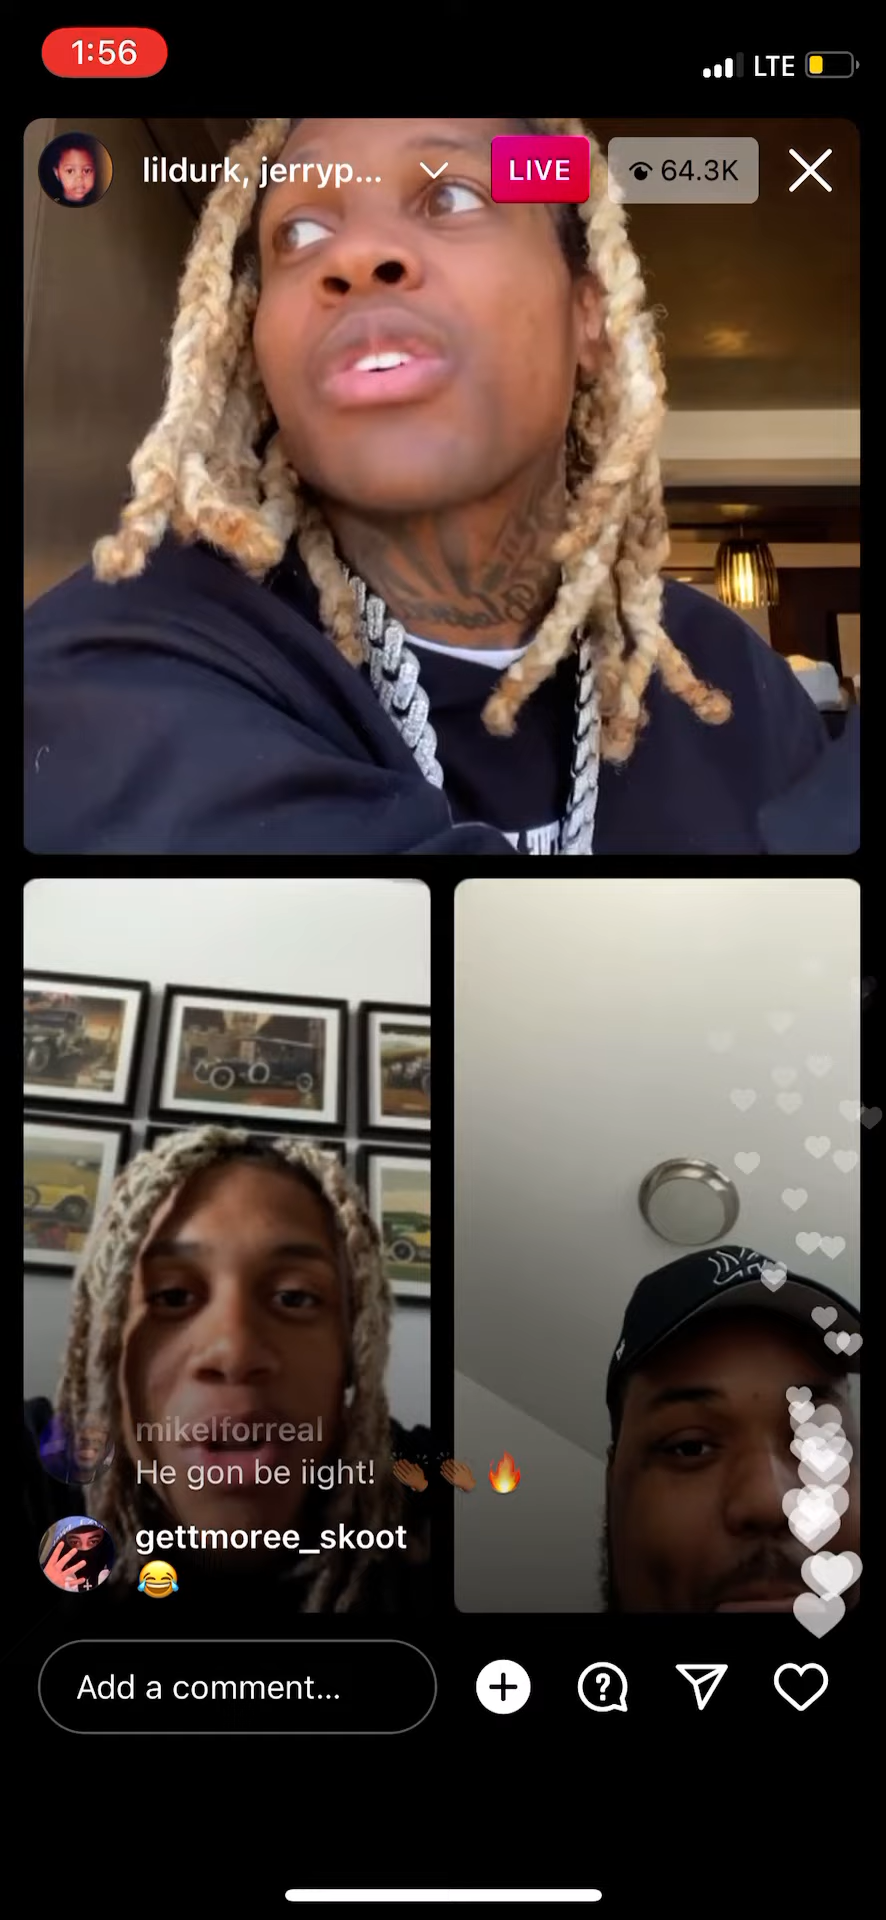 1:56
LTE
lildurk, jerryp...
LIVE
64.3K
mikelforreal
He gon be iight! 👏🏾👏🏾🔥
gettmoree_skoot
😂
Add a comment...